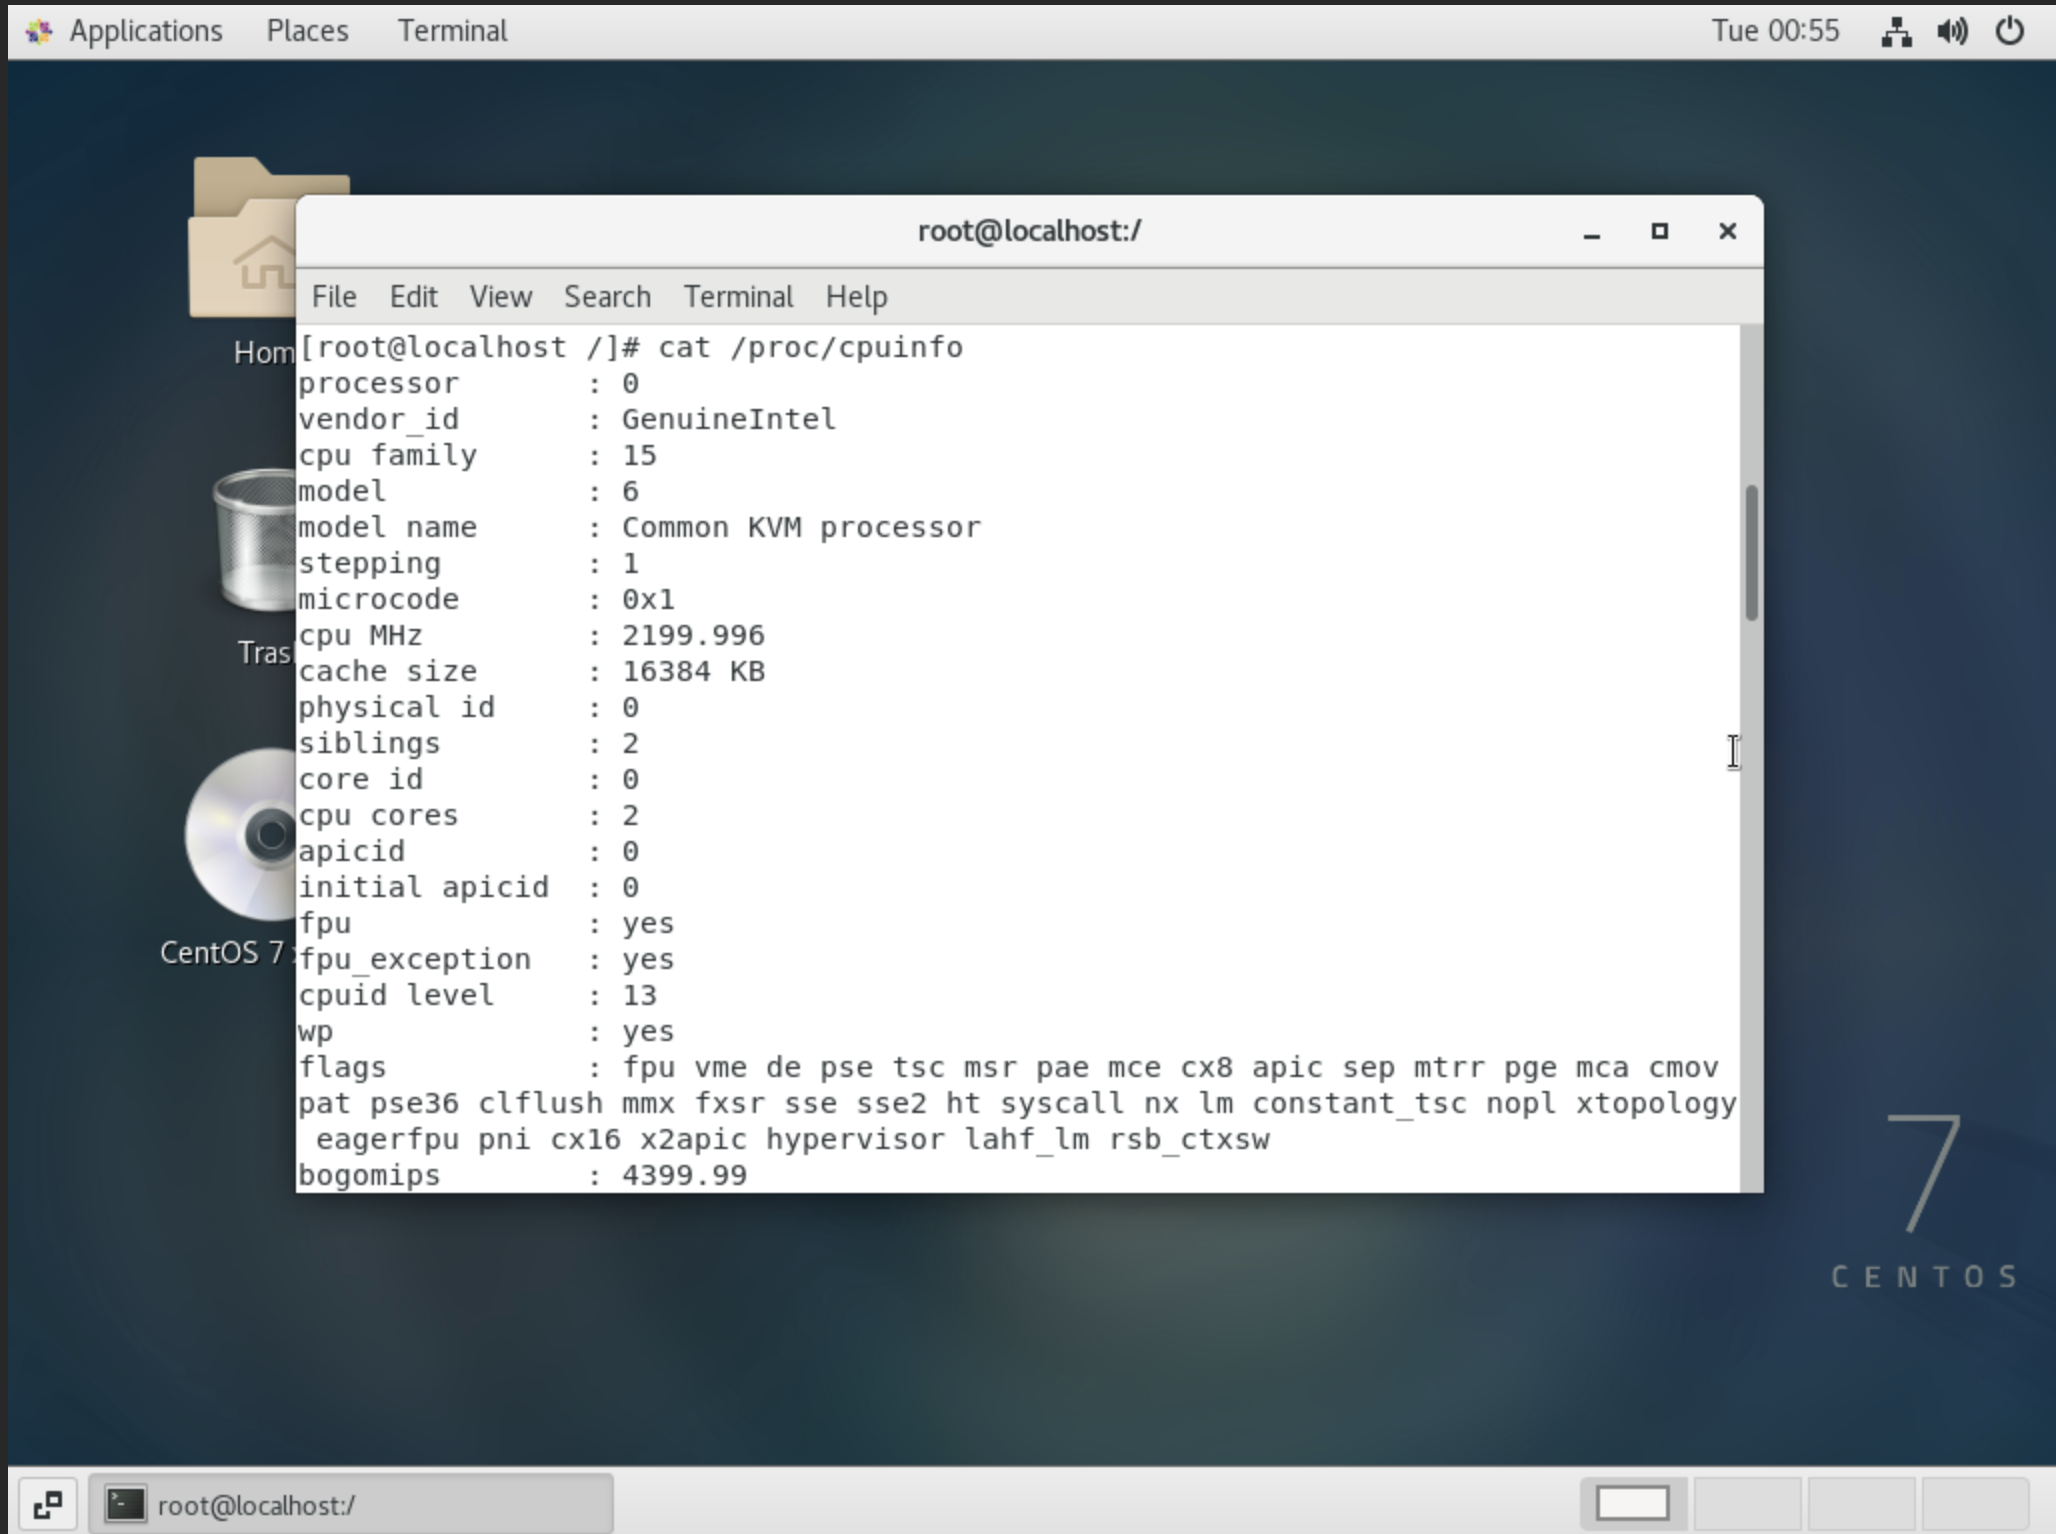 Applications Places Terminal Tue 00:55
root@localhost:/
File Edit View Search Terminal Help
[root@localhost /]# cat /proc/cpuinfo
processor : 0
vendor_id : GenuineIntel
cpu family : 15
model : 6
model name : Common KVM processor
stepping : 1
microcode : 0x1
cpu MHz : 2199.996
cache size : 16384 KB
physical id : 0
siblings : 2
core id : 0
cpu cores : 2
apicid : 0
initial apicid : 0
fpu : yes
fpu_exception : yes
cpuid level : 13
wp : yes
flags : fpu vme de pse tsc msr pae mce cx8 apic sep mtrr pge mca cmov
pat pse36 clflush mmx fxsr sse sse2 ht syscall nx lm constant_tsc nopl xtopology
eagerfpu pni cx16 x2apic hypervisor lahf_lm rsb_ctxsw
bogomips : 4399.99
CentOS 7
7
CENTOS
root@localhost:/